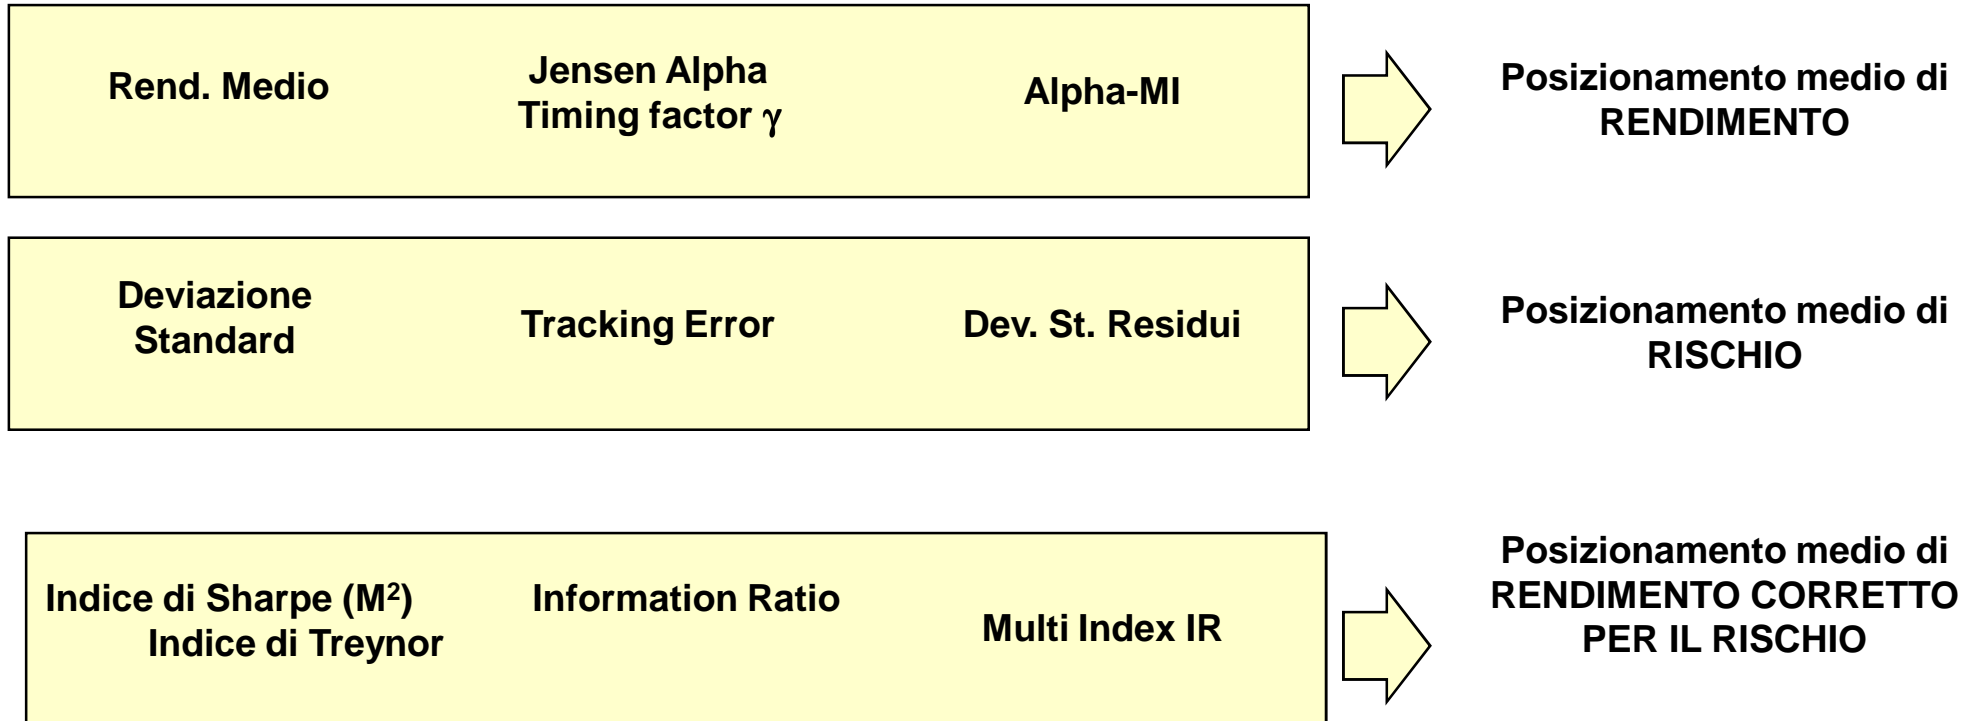 Rend. Medio
Jensen Alpha
Timing factor γ
Alpha-MI
Posizionamento medio di
RENDIMENTO
Deviazione
Standard
Tracking Error
Dev. St. Residui
Posizionamento medio di
RISCHIO
Indice di Sharpe (M²)
Indice di Treynor
Information Ratio
Multi Index IR
Posizionamento medio di
RENDIMENTO CORRETTO
PER IL RISCHIO